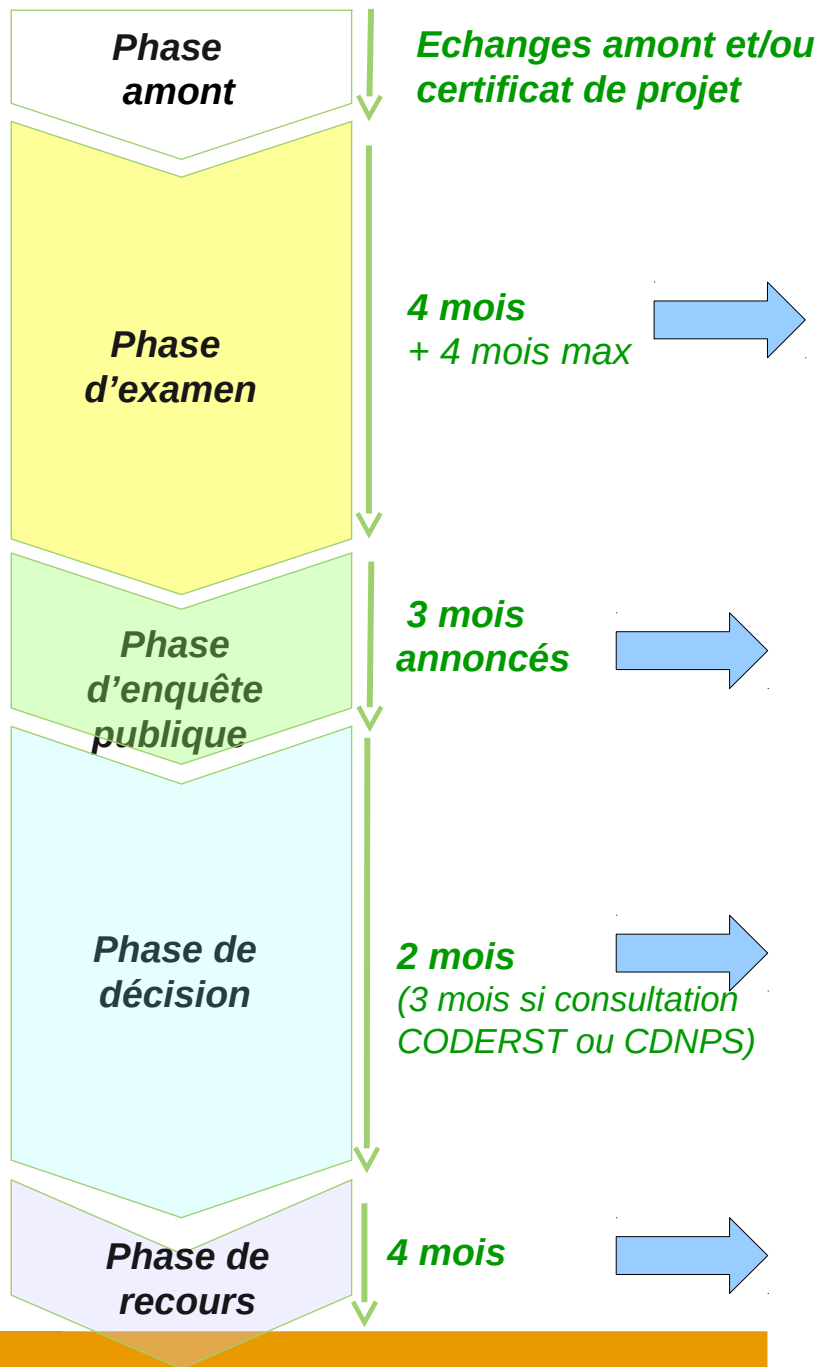 Phase
amont
Echanges amont et/ou
certificat de projet
Phase
d’examen
4 mois
+ 4 mois max
Phase
d’enquête
publique
3 mois
annoncés
Phase de
décision
2 mois
(3 mois si consultation
CODERST ou CDNPS)
Phase de
recours
4 mois